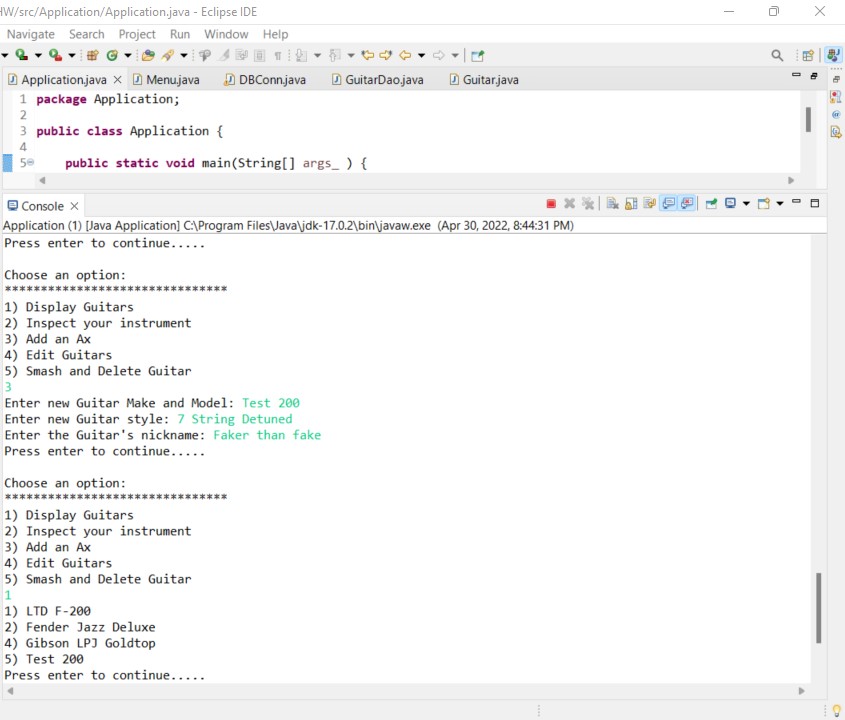 HW/src/Application/Application.java - Eclipse IDE
Navigate Search Project Run Window Help
Application.java Menu.java DBConn.java GuitarDao.java Guitar.java
1 package Application;
2
3 public class Application {
4
5 public static void main(String[] args_ ) {
Console
Application (1) [Java Application] C:\Program Files\Java\jdk-17.0.2\bin\javaw.exe (Apr 30, 2022, 8:44:31 PM)
Press enter to continue.....
Choose an option:
*******************************
1) Display Guitars
2) Inspect your instrument
3) Add an Ax
4) Edit Guitars
5) Smash and Delete Guitar
3
Enter new Guitar Make and Model: Test 200
Enter new Guitar style: 7 String Detuned
Enter the Guitar's nickname: Faker than fake
Press enter to continue.....
Choose an option:
*******************************
1) Display Guitars
2) Inspect your instrument
3) Add an Ax
4) Edit Guitars
5) Smash and Delete Guitar
1
1) LTD F-200
2) Fender Jazz Deluxe
4) Gibson LPJ Goldtop
5) Test 200
Press enter to continue.....